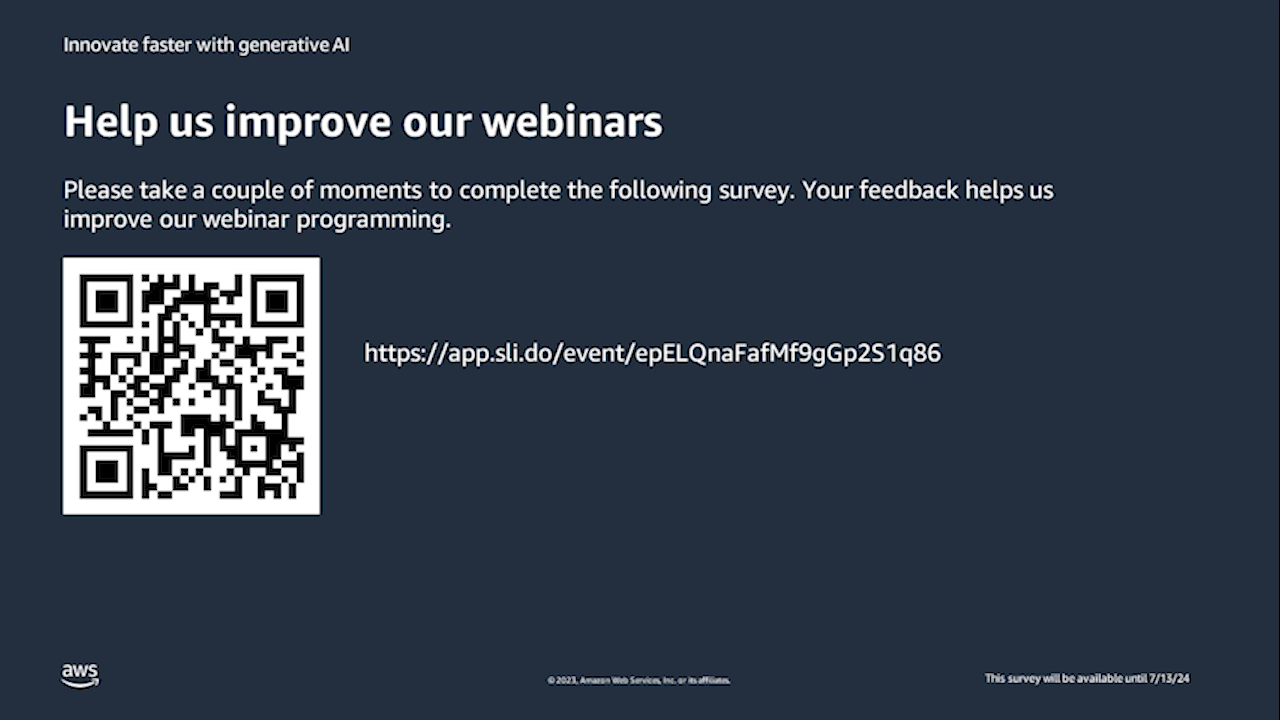 Innovate faster with generative AI
Help us improve our webinars
Please take a couple of moments to complete the following survey. Your feedback helps us
improve our webinar programming.
https://app.sli.do/event/epELQnaFafMf9gGp2S1q86
aws
© 2023, Amazon Web Services, Inc. or its affiliates.
This survey will be available until 7/13/24